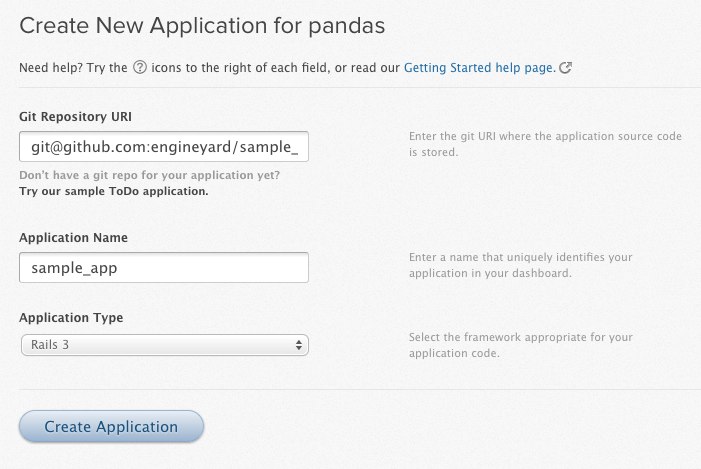 Create New Application for pandas
Need help? Try the ? icons to the right of each field, or read our Getting Started help page.
Git Repository URI
git@github.com:engineyard/sample_
Enter the git URI where the application source code
is stored.
Don't have a git repo for your application yet?
Try our sample ToDo application.
Application Name
sample_app
Enter a name that uniquely identifies your
application in your dashboard.
Application Type
Rails 3
Select the framework appropriate for your
application code.
Create Application